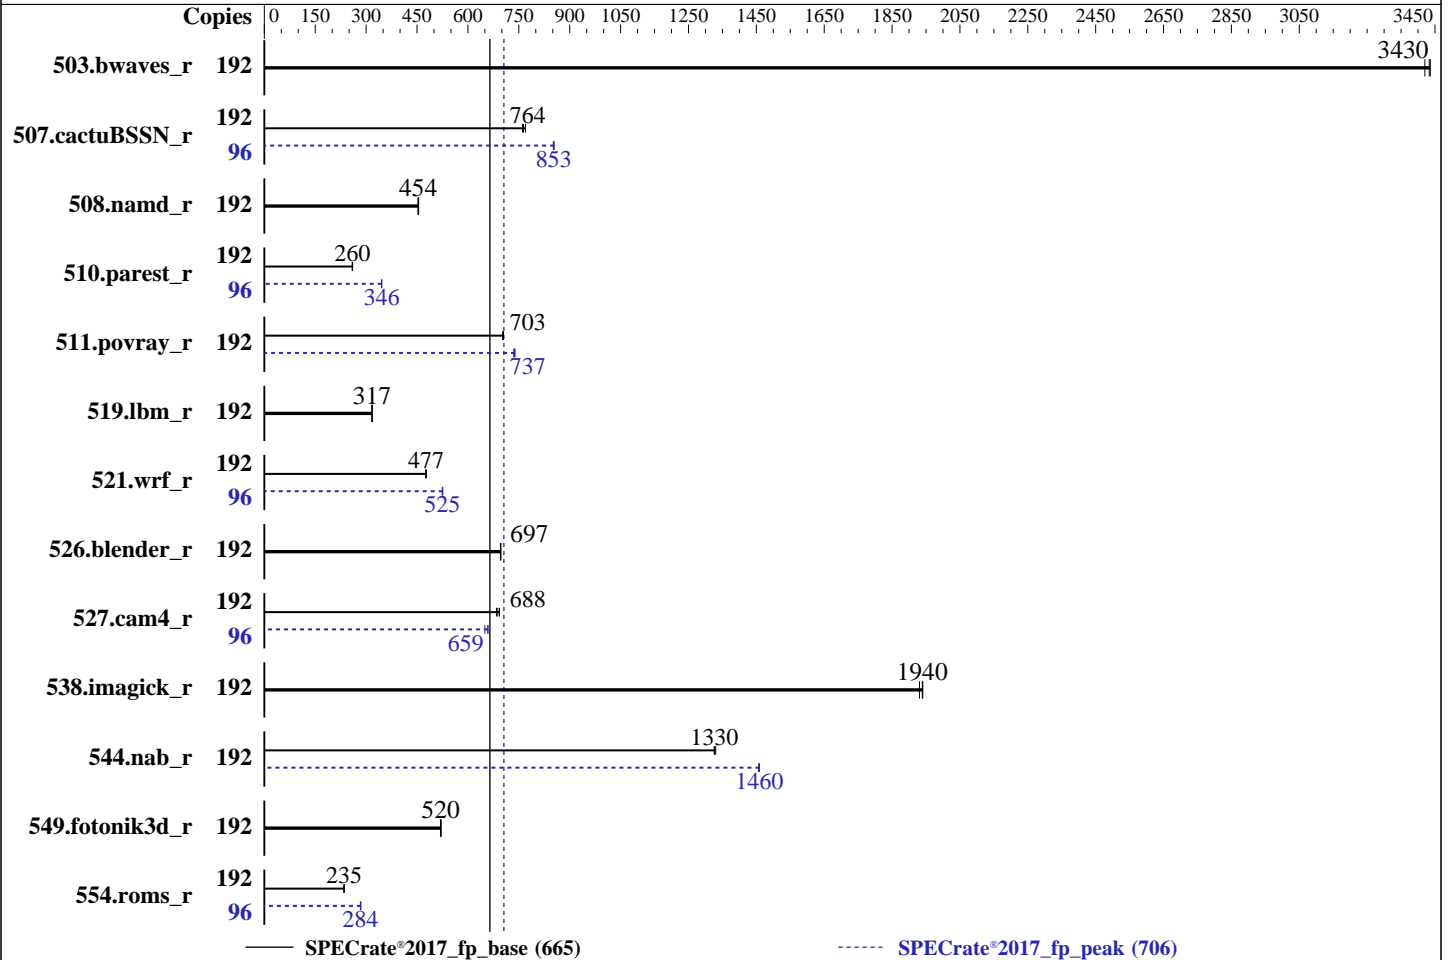 Copies 0 150 300 450 600 750 900 1050 1250 1450 1650 1850 2050 2250 2450 2650 2850 3050 3450
503.bwaves_r 192 3430
507.cactuBSSN_r 192 764
96 853
508.namd_r 192 454
510.parest_r 192 260
96 346
511.povray_r 192 703
737
519.lbm_r 192 317
521.wrf_r 192 477
96 525
526.blender_r 192 697
527.cam4_r 192 688
96 659
538.imagick_r 192 1940
544.nab_r 192 1330
1460
549.fotonik3d_r 192 520
554.roms_r 192 235
96 284
SPECrate®2017_fp_base (665) SPECrate®2017_fp_peak (706)